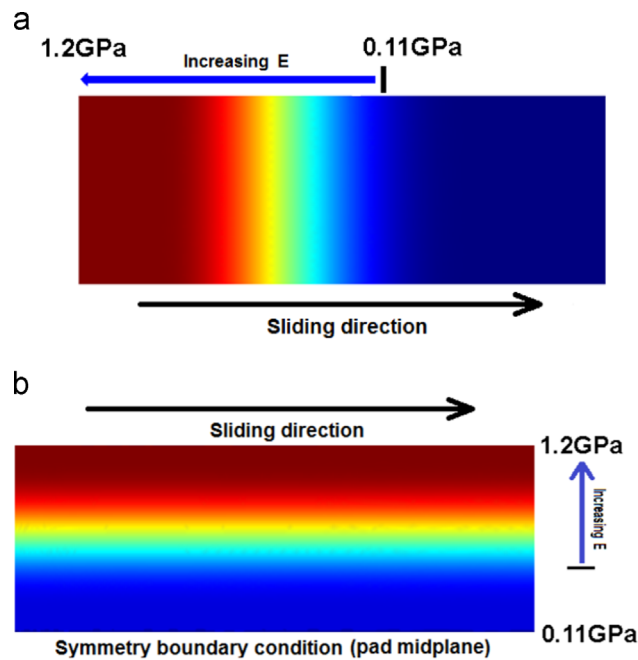 a
1.2GPa
0.11GPa
Increasing E
Sliding direction
b
Sliding direction
1.2GPa
Increasing E
0.11GPa
Symmetry boundary condition (pad midplane)